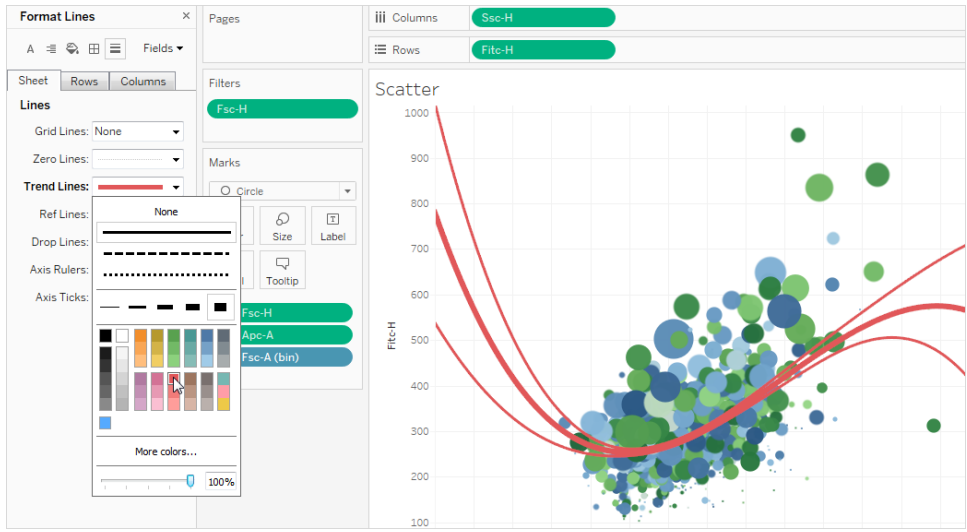 Format Lines
×
A
Fields
Sheet
Rows
Columns
Lines
Grid Lines:
None
Zero Lines:
Trend Lines:
Ref Lines:
Drop Lines:
Axis Rulers:
Axis Ticks:
None
More colors...
100%
Pages
Filters
Fsc-H
Marks
Circle
Size
T
Label
Tooltip
Fsc-H
Apc-A
Fsc-A (bin)
Columns
Ssc-H
Rows
Fitc-H
Scatter
1000
900
800
700
600
500
400
300
200
100
Fitc-H